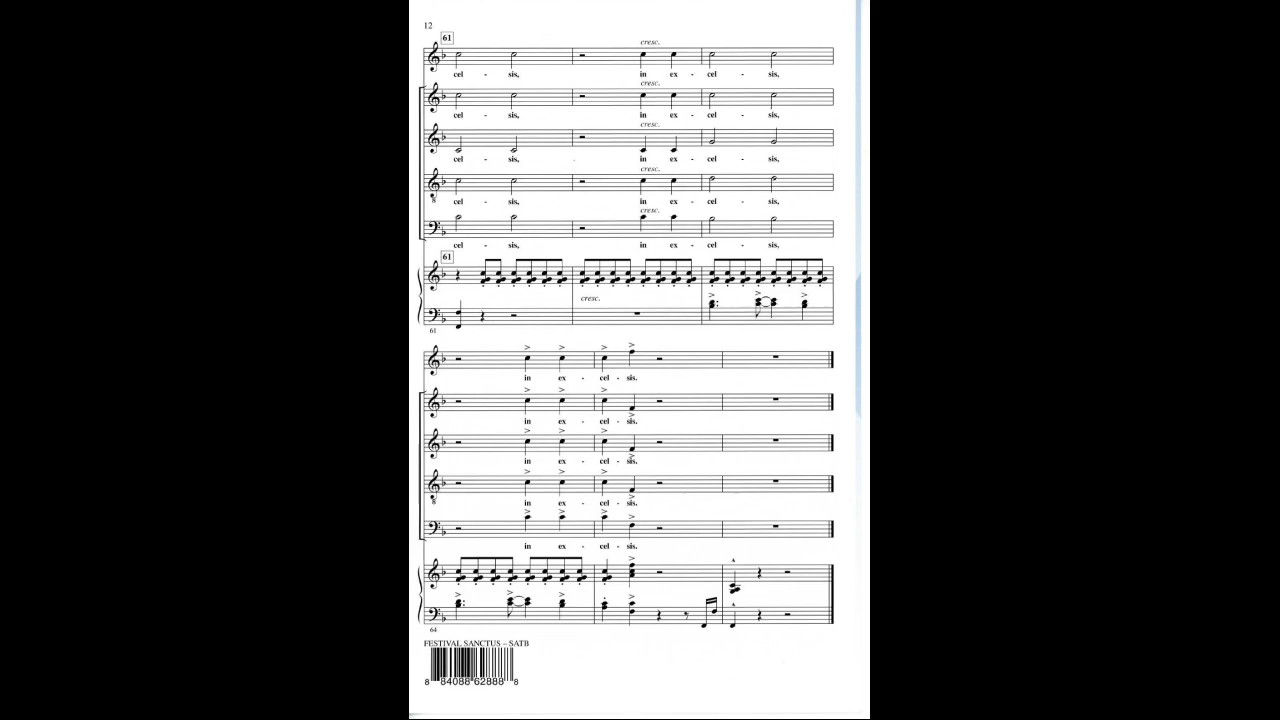 12
61
cresc.
cel - sis, in ex - cel - sis,
cresc.
cel - sis, in ex - cel - sis,
cresc.
cel - sis, in ex - cel - sis,
cresc.
cel - sis, in ex - cel - sis,
cresc.
cel - sis, in ex - cel - sis,
61
cresc.
61
in ex - cel - sis.
in ex - cel - sis.
in ex - cel - sis.
8
in ex - cel - sis.
in ex - cel - sis.
64
FESTIVAL SANCTUS – SATB
8 84088 62888 8